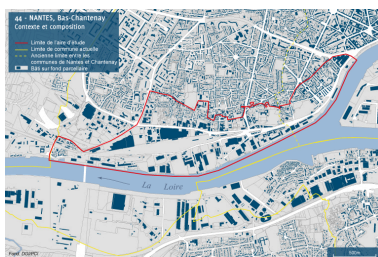 44 - NANTES, Bas-Chantenay
Contexte et composition
Limite de l'aire d'étude
Limite de commune actuelle
Ancienne limite entre les
communes de Nantes et Chantenay
Bâti sur fond parcellaire
La Loire
500m